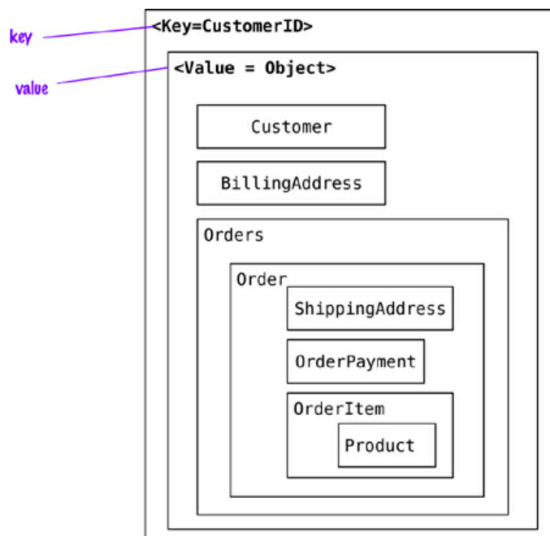 key
<Key=CustomerID>
value
<Value = Object>
Customer
BillingAddress
Orders
Order
ShippingAddress
OrderPayment
OrderItem
Product